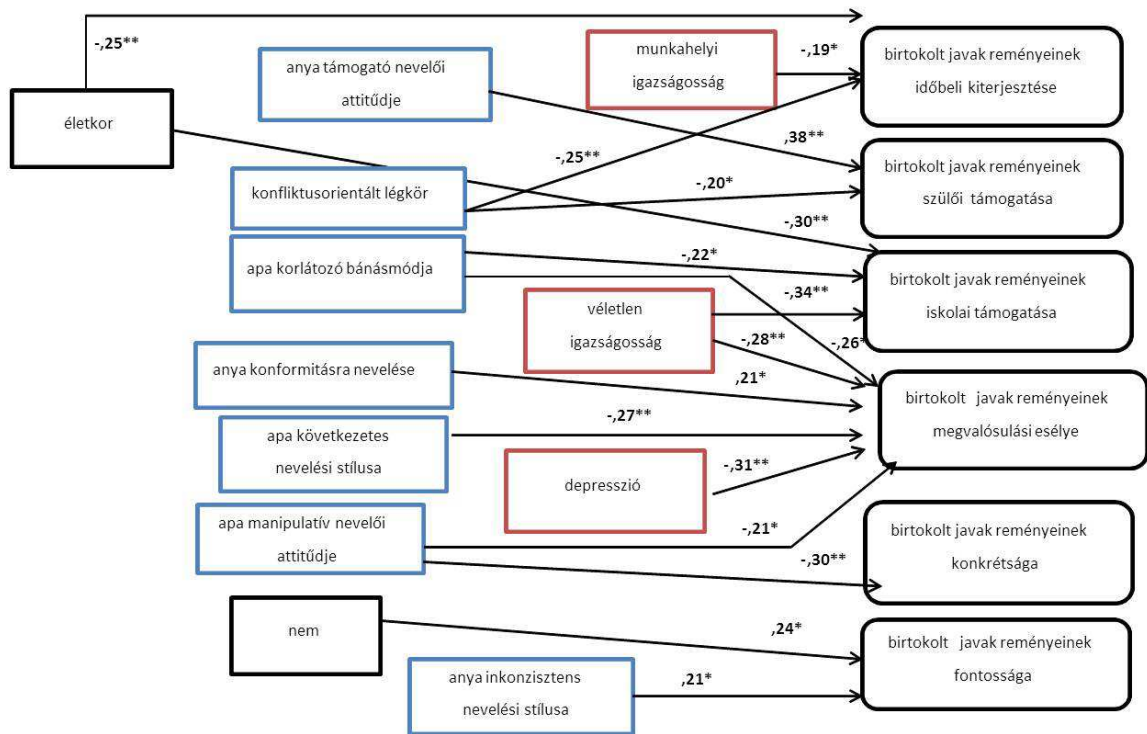 -,25**
munkahelyi
igazságosság
-,19*
birtokolt javak reményeinek
időbeli kiterjesztése
anya támogató nevelői
attitűdje
életkor
,38**
-,25**
birtokolt javak reményeinek
szülői támogatása
konfliktusorientált légkör
-,20*
-,30**
apa korlátozó bánásmódja
-,22*
birtokolt javak reményeinek
iskolai támogatása
-,34**
véletlen
igazságosság
-,28**
-,26*
anya konformitásra nevelése
,21*
birtokolt javak reményeinek
megvalósulási esélye
-,27**
apa következetes
nevelési stílusa
-,31**
depresszió
apa manipulatív nevelői
attitűdje
-,21*
-,30**
birtokolt javak reményeinek
konkrétsága
nem
,24*
birtokolt javak reményeinek
fontossága
anya inkonzisztens
nevelési stílusa
,21*